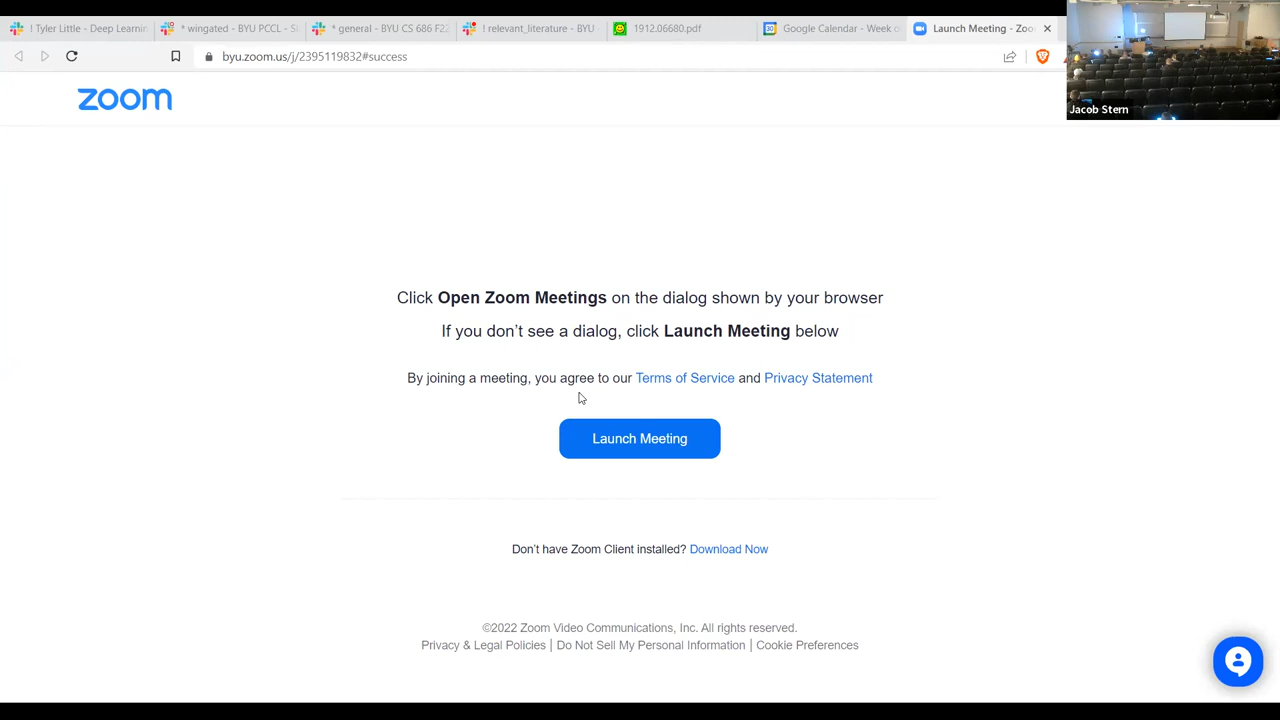 ! Tyler Little - Deep Learnin
* wingated - BYU PCCL - Sl
* general - BYU CS 686 F22
! relevant_literature - BYU
1912.06680.pdf
Google Calendar - Week o
Launch Meeting - Zoo
byu.zoom.us/j/2395119832#success
Jacob Stern
zoom
Click Open Zoom Meetings on the dialog shown by your browser
If you don't see a dialog, click Launch Meeting below
By joining a meeting, you agree to our Terms of Service and Privacy Statement
Launch Meeting
Don't have Zoom Client installed? Download Now
©2022 Zoom Video Communications, Inc. All rights reserved.
Privacy & Legal Policies | Do Not Sell My Personal Information | Cookie Preferences